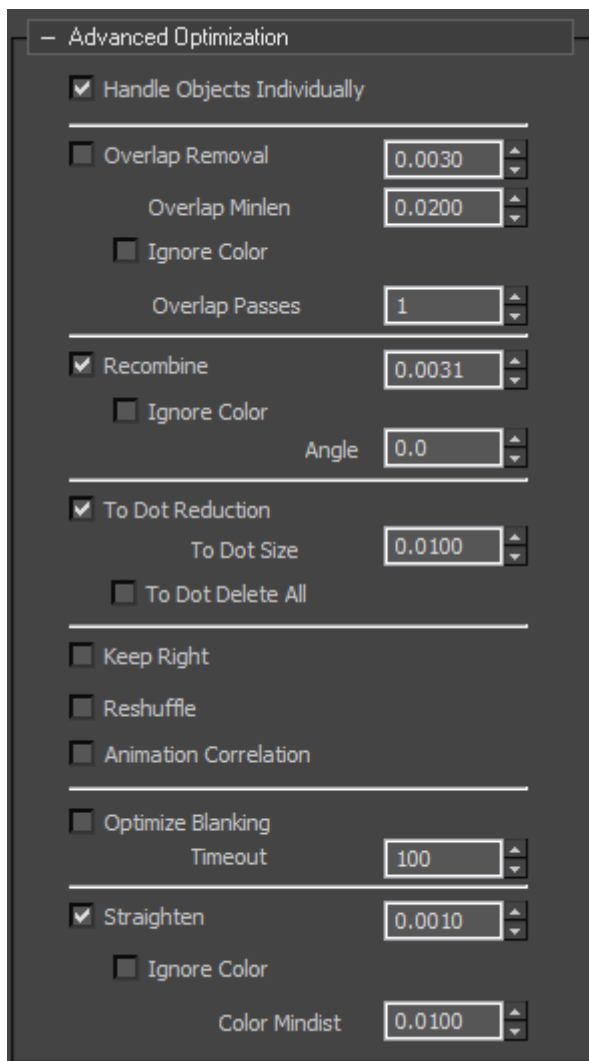 − Advanced Optimization
Handle Objects Individually
Overlap Removal 0.0030
Overlap Minlen 0.0200
Ignore Color
Overlap Passes 1
Recombine 0.0031
Ignore Color
Angle 0.0
To Dot Reduction
To Dot Size 0.0100
To Dot Delete All
Keep Right
Reshuffle
Animation Correlation
Optimize Blanking
Timeout 100
Straighten 0.0010
Ignore Color
Color Mindist 0.0100